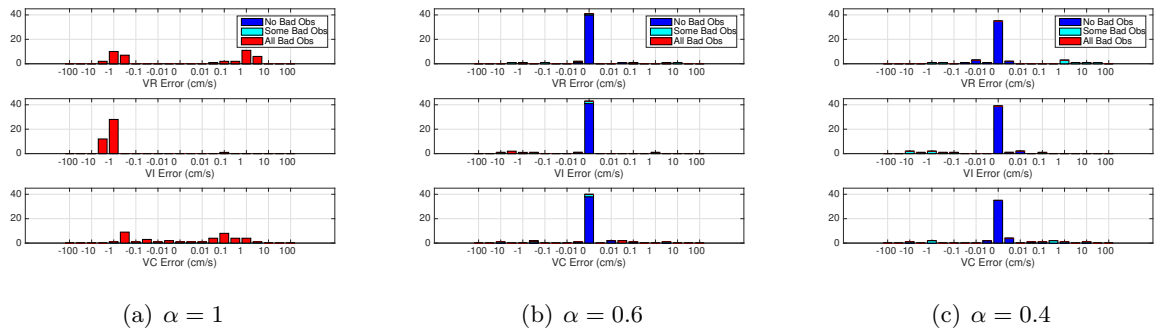 40
20
0
No Bad Obs
Some Bad Obs
All Bad Obs
-100 -10 -1 -0.1 -0.01 0 0 0.01 0.1 1 10 100
VR Error (cm/s)
40
20
0
-100 -10 -1 -0.1 -0.01 0 0 0.01 0.1 1 10 100
VI Error (cm/s)
40
20
0
-100 -10 -1 -0.1 -0.01 0 0 0.01 0.1 1 10 100
VC Error (cm/s)
(a) α = 1
40
20
0
No Bad Obs
Some Bad Obs
All Bad Obs
-100 -10 -1 -0.1 -0.01 0 0 0.01 0.1 1 10 100
VR Error (cm/s)
40
20
0
-100 -10 -1 -0.1 -0.01 0 0 0.01 0.1 1 10 100
VI Error (cm/s)
40
20
0
-100 -10 -1 -0.1 -0.01 0 0 0.01 0.1 1 10 100
VC Error (cm/s)
(b) α = 0.6
40
20
0
No Bad Obs
Some Bad Obs
All Bad Obs
-100 -10 -1 -0.1 -0.01 0 0 0.01 0.1 1 10 100
VR Error (cm/s)
40
20
0
-100 -10 -1 -0.1 -0.01 0 0 0.01 0.1 1 10 100
VI Error (cm/s)
40
20
0
-100 -10 -1 -0.1 -0.01 0 0 0.01 0.1 1 10 100
VC Error (cm/s)
(c) α = 0.4